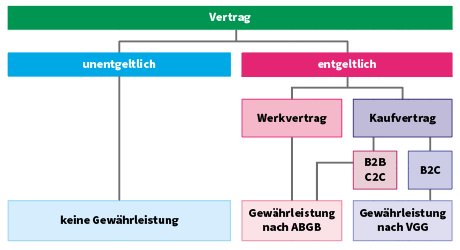 Vertrag
unentgeltlich
entgeltlich
Werkvertrag
Kaufvertrag
B2B
C2C
B2C
keine Gewährleistung
Gewährleistung
nach ABGB
Gewährleistung
nach VGG